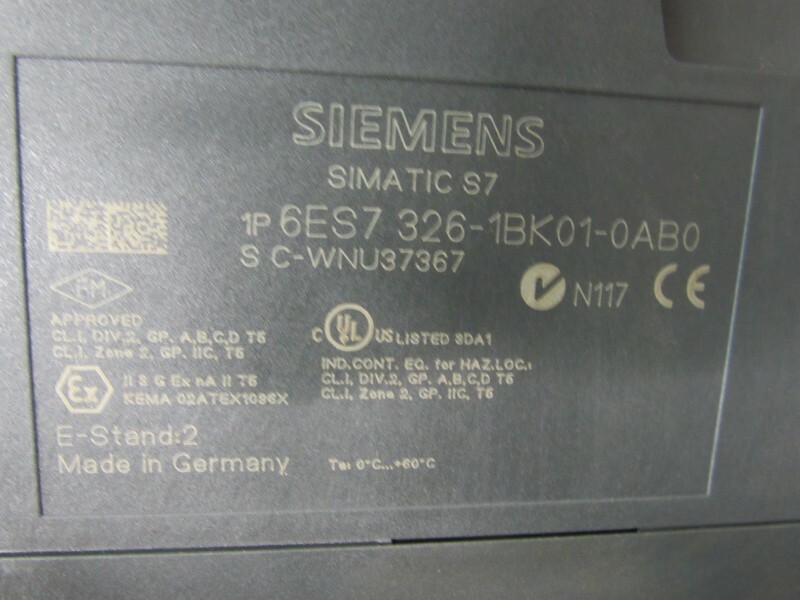 SIEMENS
SIMATIC S7
1P 6ES7 326-1BK01-0AB0
S C-WNU37367
N117 CE
FM
APPROVED
CL.I, DIV.2, GP. A,B,C,D T6
CL.I, Zone 2, GP. IIC, T6
C UL US LISTED 8DA1
IND.CONT. EQ. for HAZ.LOC.:
CL.I, DIV.2, GP. A,B,C,D T6
CL.I, Zone 2, GP. IIC, T6
Ex II 3 G Ex nA II T6
KEMA 02ATEX1096X
E-Stand:2
Made in Germany
Ta: 0°C...+60°C